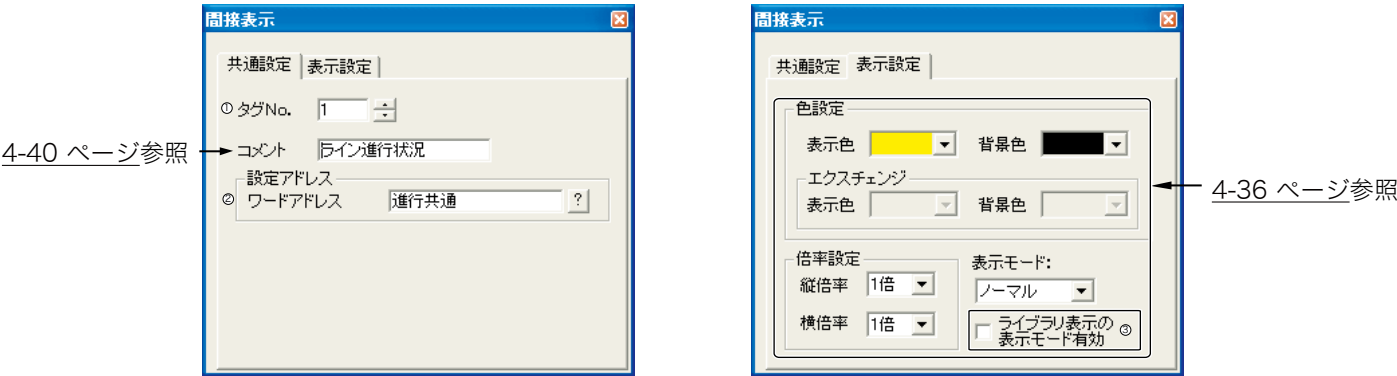 間接表示
共通設定 表示設定
① タグNo. 1
4-40 ページ参照
コメント ライン進行状況
設定アドレス
② ワードアドレス 進行共通 ?
間接表示
共通設定 表示設定
色設定
表示色 背景色
エクスチェンジ
表示色 背景色
4-36 ページ参照
倍率設定
縦倍率 1倍
横倍率 1倍
表示モード:
ノーマル
ライブラリ表示の
表示モード有効 ③